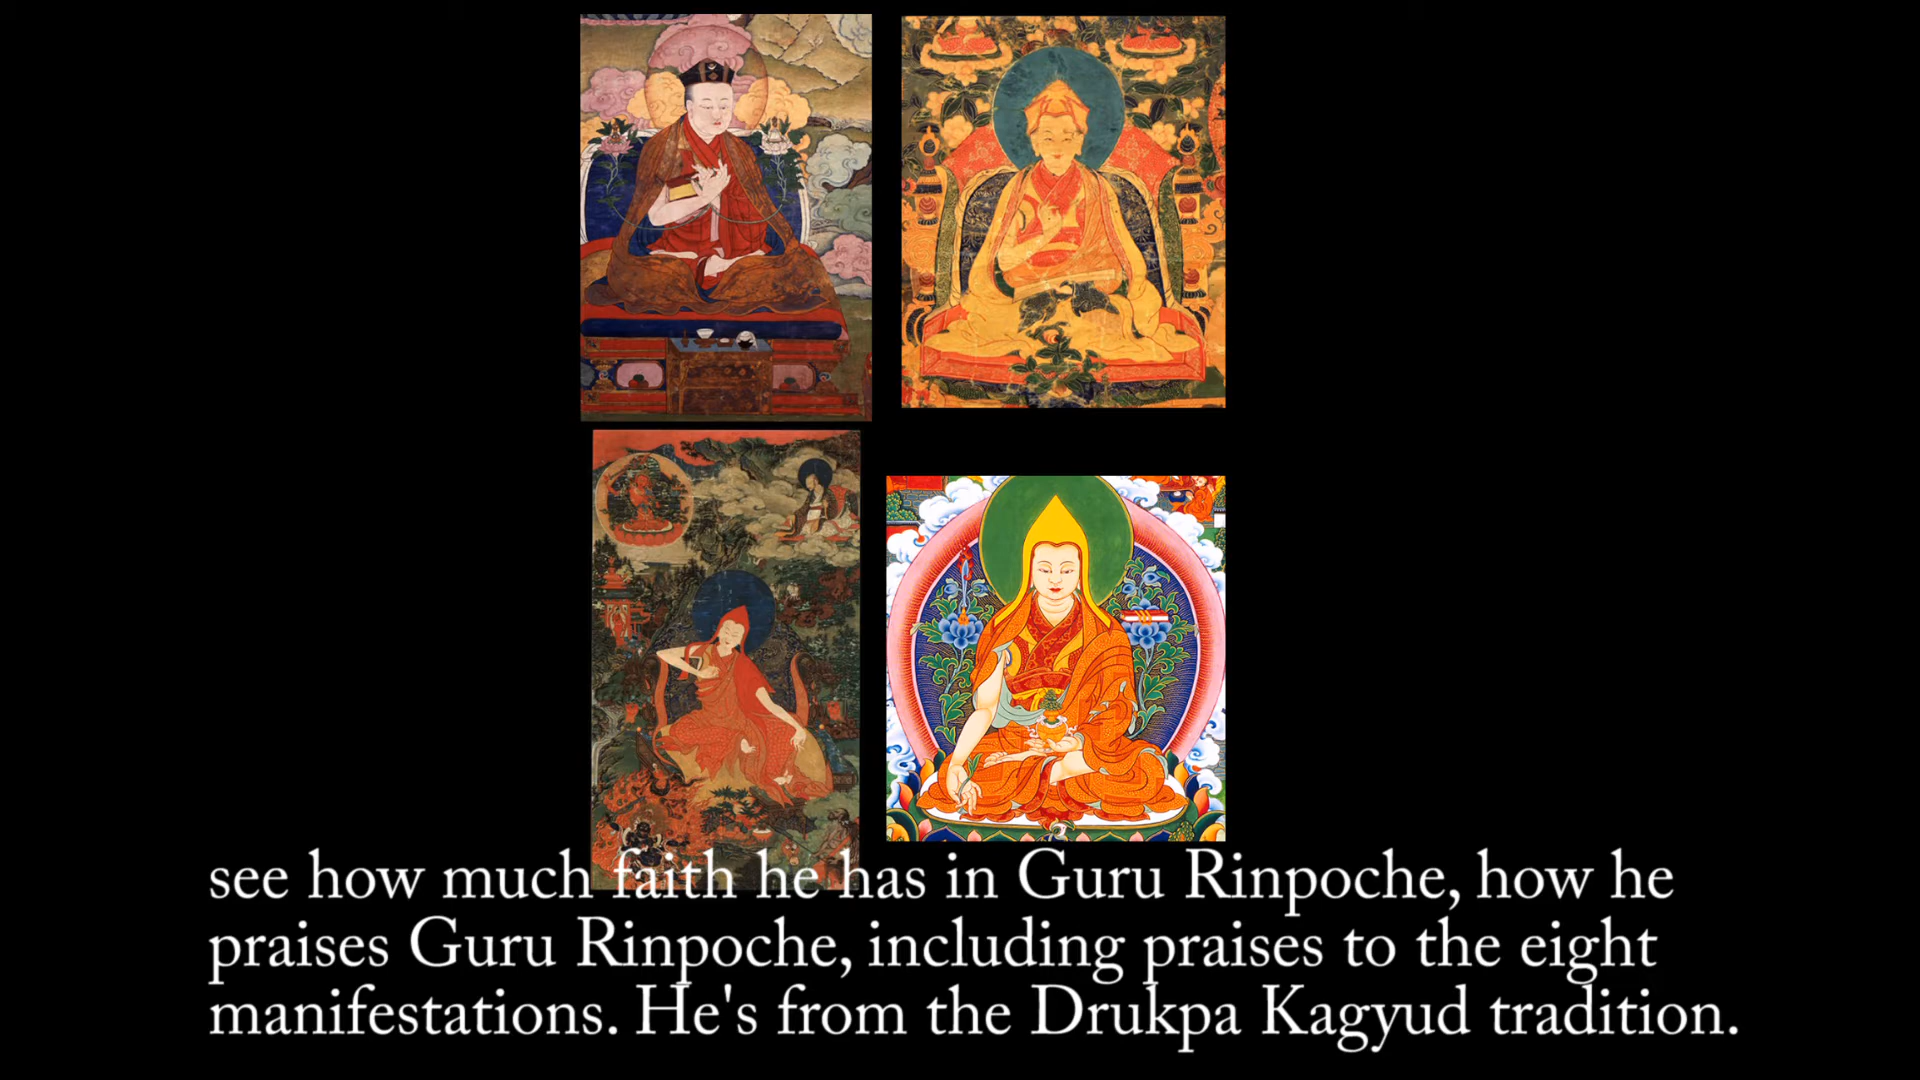 see how much faith he has in Guru Rinpoche, how he
praises Guru Rinpoche, including praises to the eight
manifestations. He's from the Drukpa Kagyud tradition.